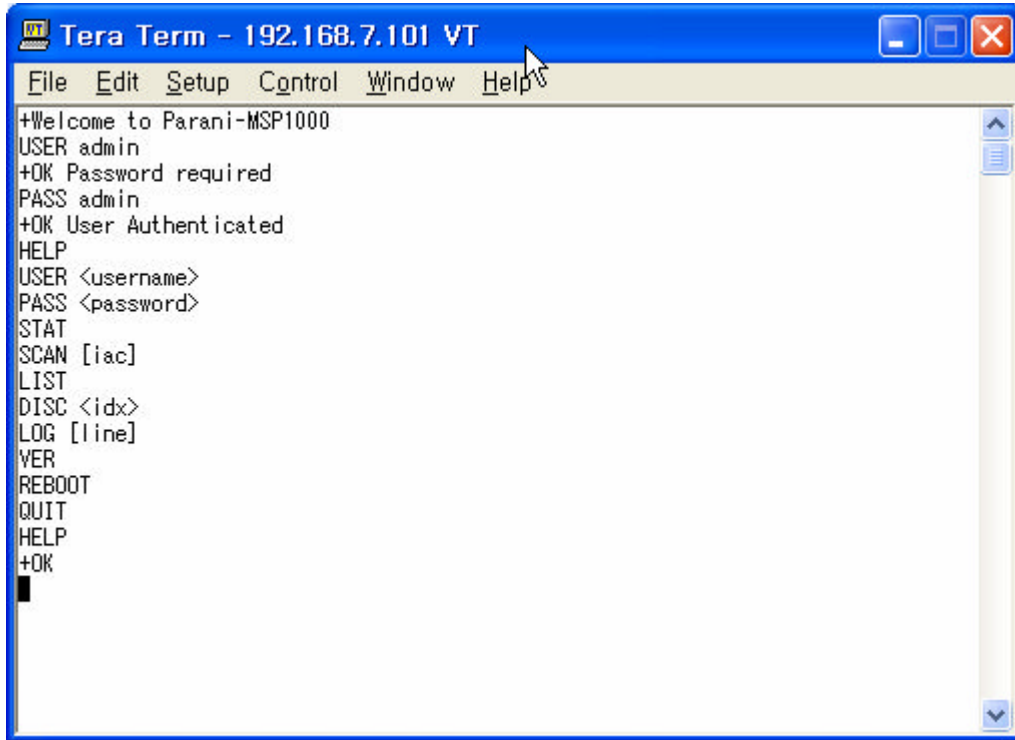 Tera Term - 192.168.7.101 VT
File Edit Setup Control Window Help
+Welcome to Parani-MSP1000
USER admin
+OK Password required
PASS admin
+OK User Authenticated
HELP
USER <username>
PASS <password>
STAT
SCAN [iac]
LIST
DISC <idx>
LOG [line]
VER
REBOOT
QUIT
HELP
+OK